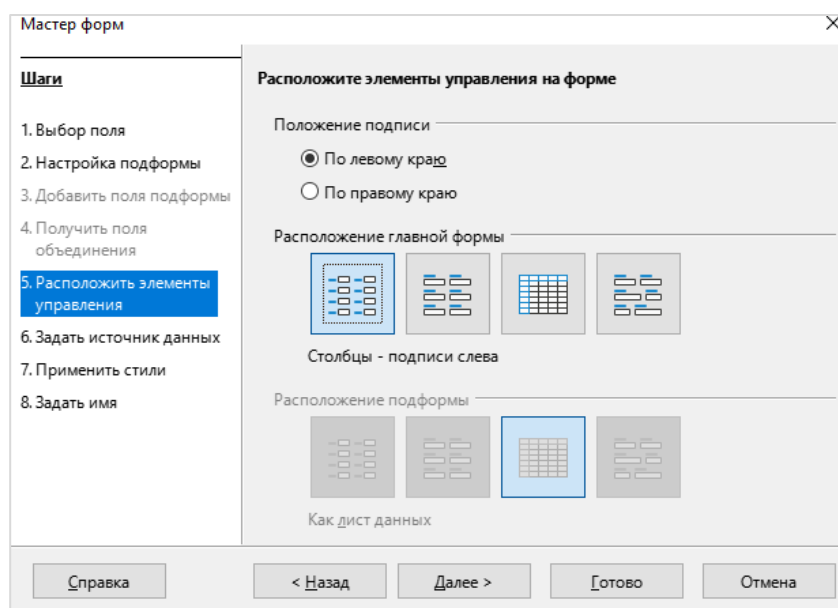 Мастер форм
Шаги
1. Выбор поля
2. Настройка подформы
3. Добавить поля подформы
4. Получить поля
объединения
5. Расположить элементы
управления
6. Задать источник данных
7. Применить стили
8. Задать имя
Расположите элементы управления на форме
Положение подписи
По левому краю
По правому краю
Расположение главной формы
Столбцы - подписи слева
Расположение подформы
Как лист данных
Справка
< Назад
Далее >
Готово
Отмена